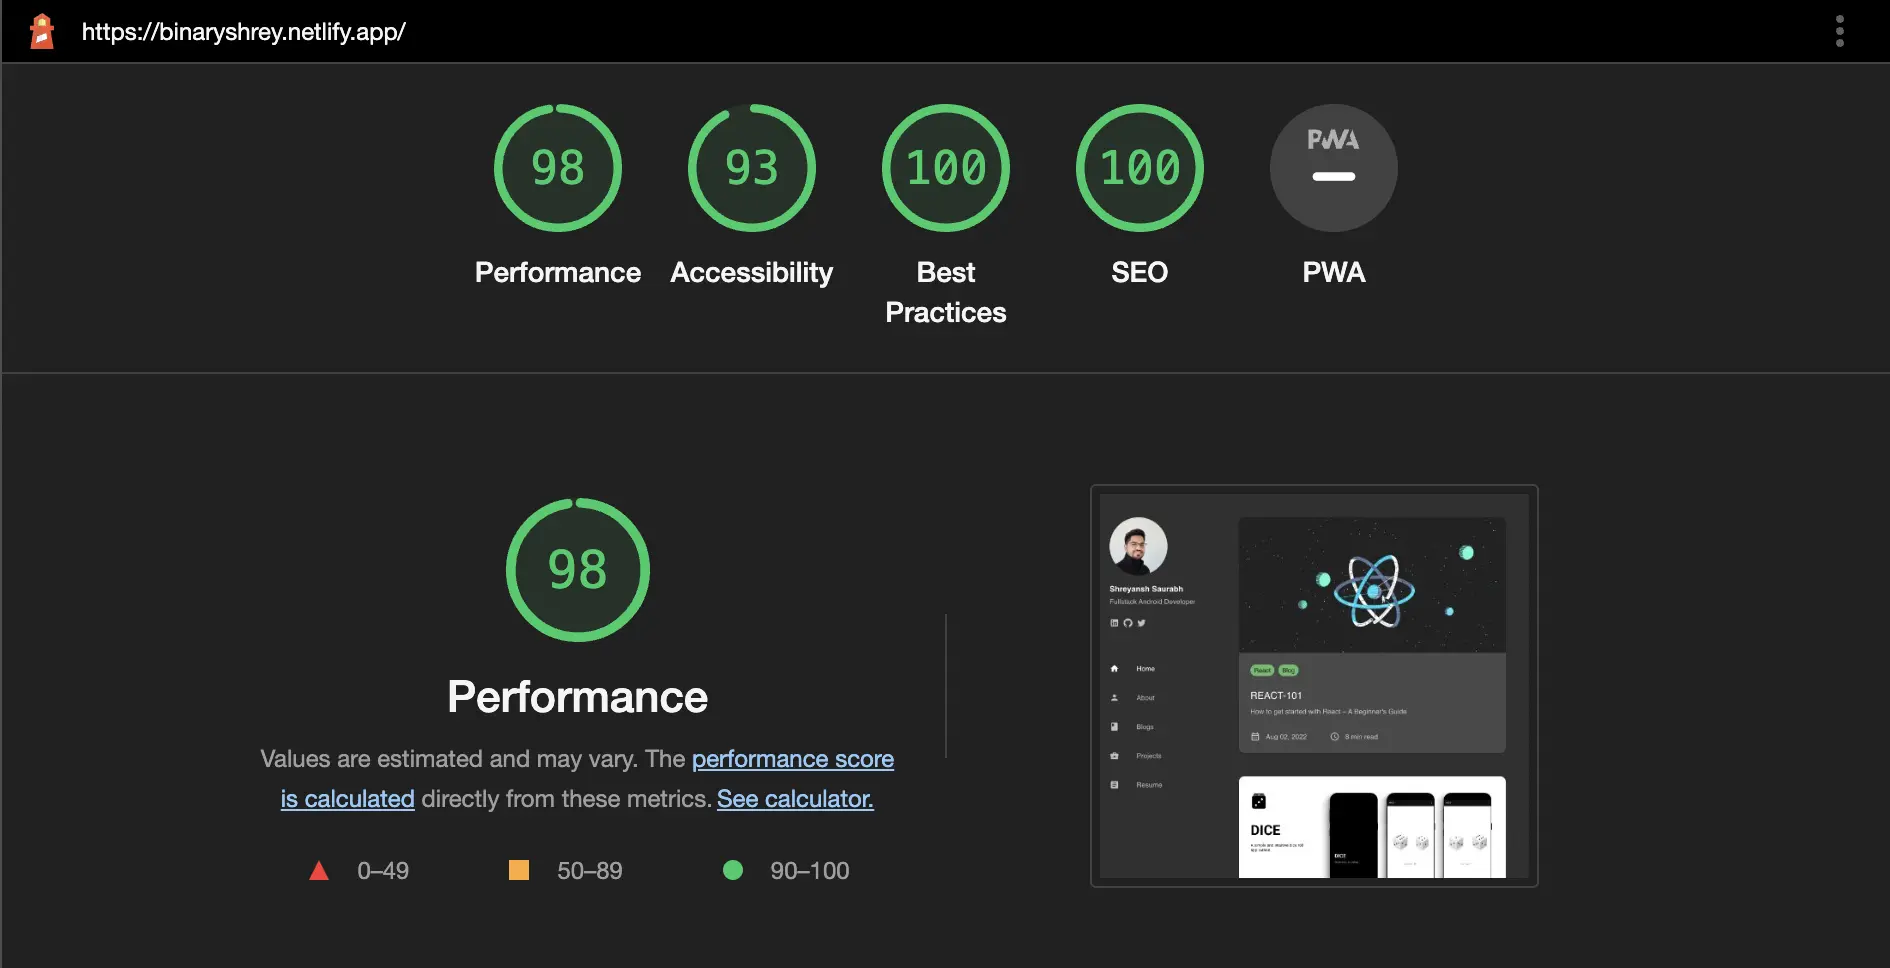 https://binaryshrey.netlify.app/
98
93
100
100
PWA
Performance
Accessibility
Best
Practices
SEO
PWA
98
Performance
Values are estimated and may vary. The performance score
is calculated directly from these metrics. See calculator.
0–49
50–89
90–100
Shreyansh Saurabh
Fullstack Android Developer
Home
About
Blogs
Projects
Resume
React
Blog
REACT-101
How to get started with React – A Beginner's Guide
Aug 02, 2022
8 min read
DICE
DICE